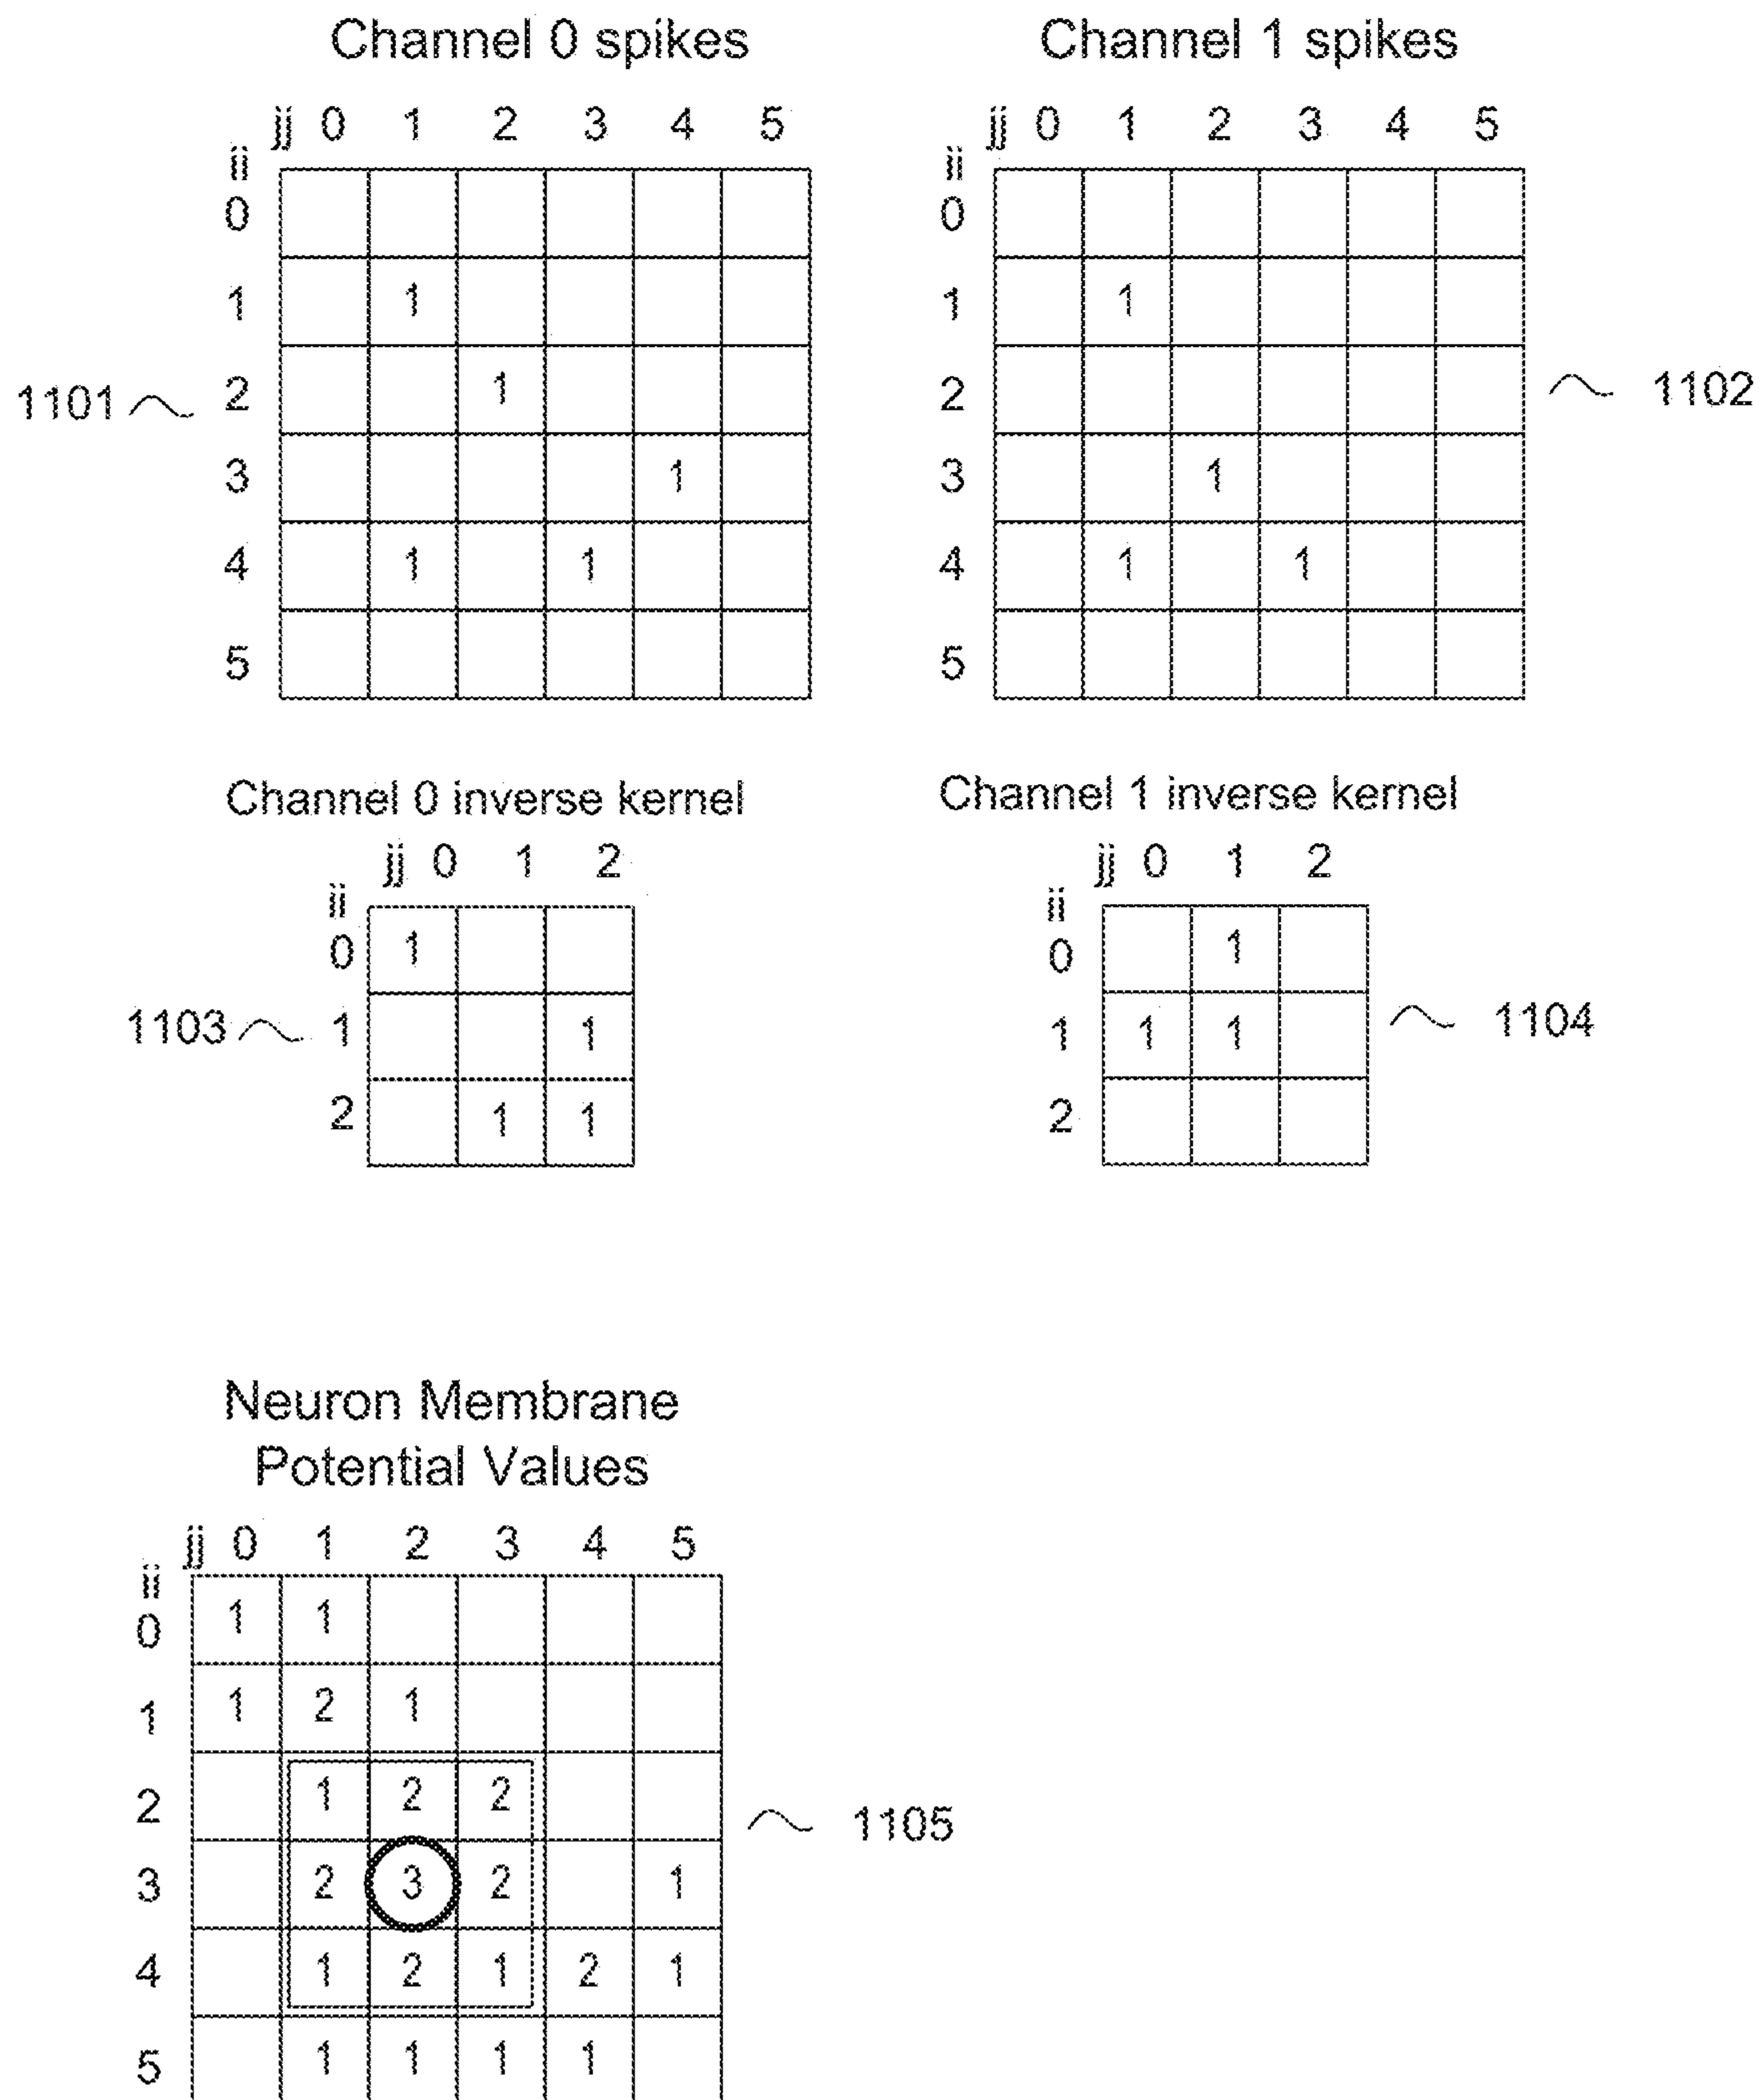 Channel 0 spikes
Channel 1 spikes
jj 0 1 2 3 4 5
jj 0 1 2 3 4 5
ii
ii
0
0
1 1
1 1
2 1
2
1101
1102
3 1
3 1
4 1 1
4 1 1
5
5
Channel 0 inverse kernel
Channel 1 inverse kernel
jj 0 1 2
jj 0 1 2
ii
ii
0 1
0 1
1103
1 1
1 1 1
1104
2 1 1
2
Neuron Membrane
Potential Values
jj 0 1 2 3 4 5
ii
0 1 1
1 1 2 1
2 1 2 2
1105
3 2 3 2 1
4 1 2 1 2 1
5 1 1 1 1